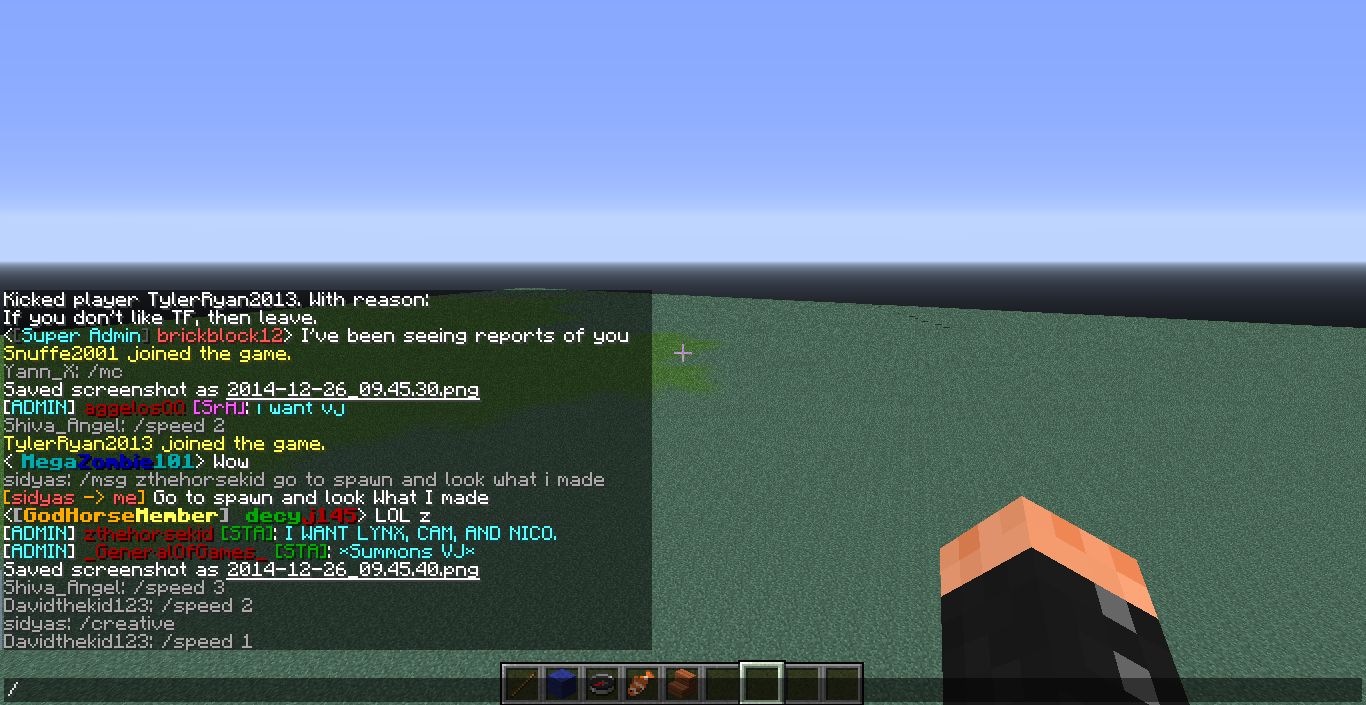 Kicked player TylerRyan2013. With reason:
If you don't like TF, then leave.
<[Super Admin] brickblock12> I've been seeing reports of you
Snuffe2001 joined the game.
Yann_X: /mc
Saved screenshot as 2014-12-26_09.45.30.png
[ADMIN] aggelosQQ [SrA]: i want vj
Shiva_Angel: /speed 2
TylerRyan2013 joined the game.
< MegaZombie101> Wow
sidyas: /msg zthehorsekid go to spawn and look what i made
[sidyas -> me] Go to spawn and look What I made
<[GodHorseMember] decyj145> LOL z
[ADMIN] zthehorsekid [STA]: I WANT LYNX, CAM, AND NICO.
[ADMIN] _GeneralOfGames_ [STA]: *Summons VJ*
Saved screenshot as 2014-12-26_09.45.40.png
Shiva_Angel: /speed 3
Davidthekid123: /speed 2
sidyas: /creative
Davidthekid123: /speed 1
/